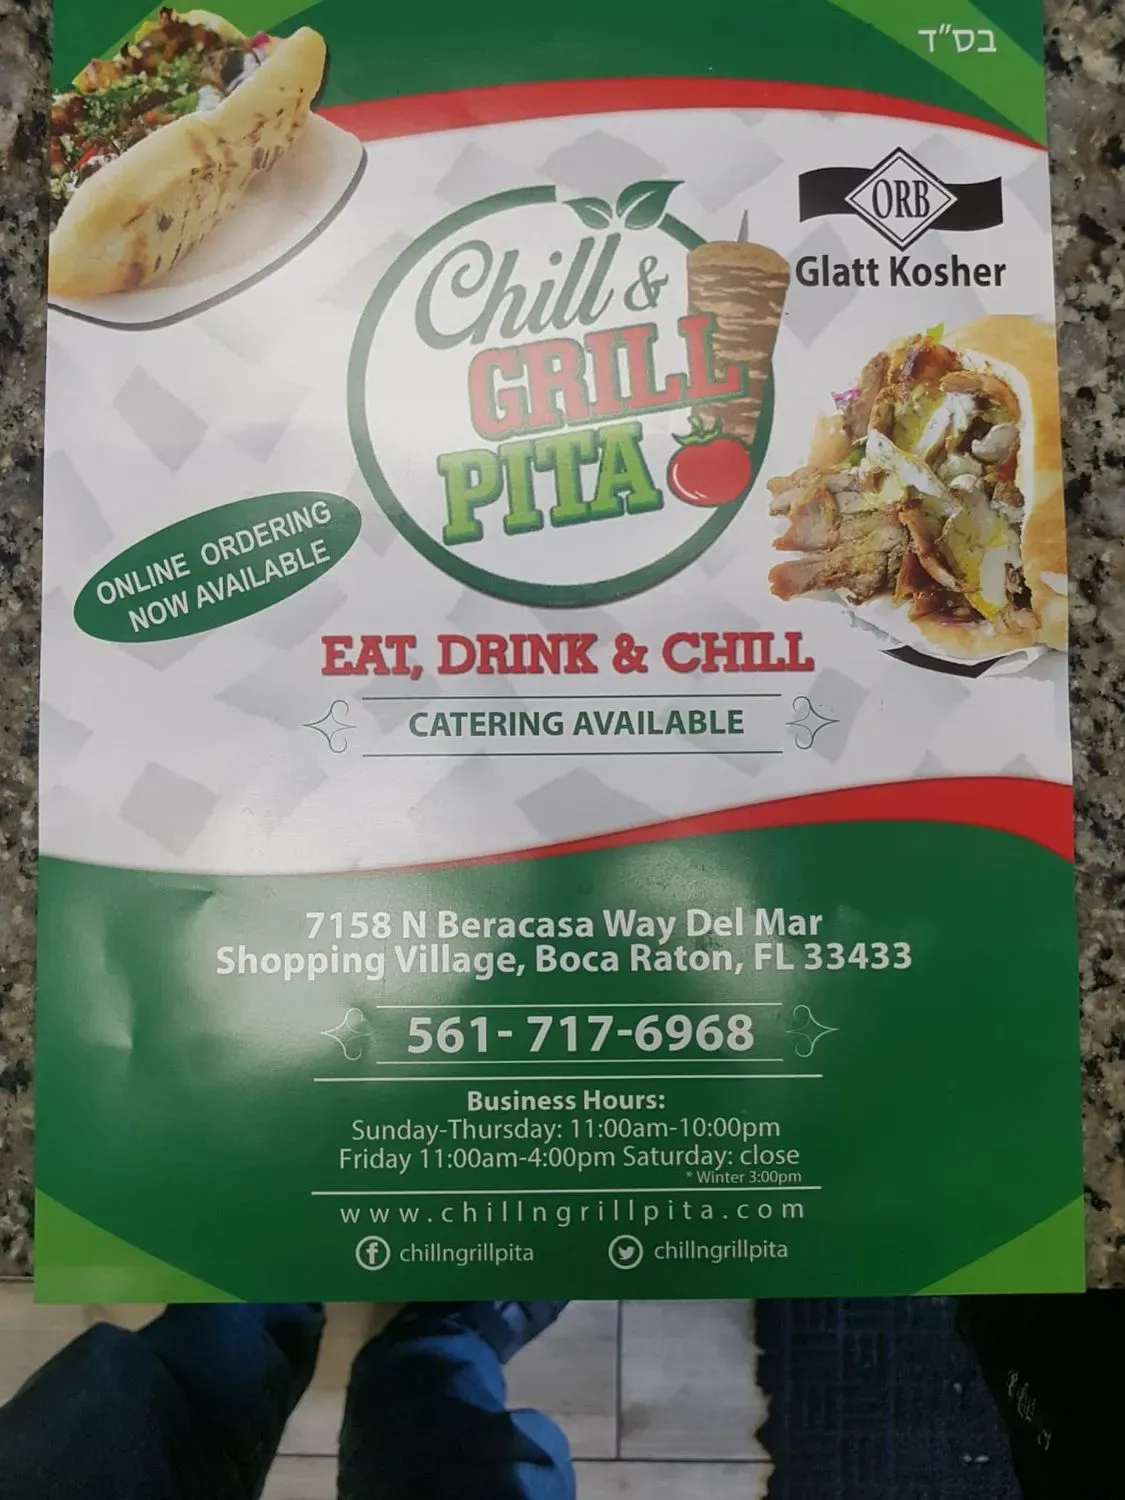 בס״ד
ORB
Glatt Kosher
Chill &
GRILL
PITA
ONLINE ORDERING
NOW AVAILABLE
EAT, DRINK & CHILL
CATERING AVAILABLE
7158 N Beracasa Way Del Mar
Shopping Village, Boca Raton, FL 33433
561- 717-6968
Business Hours:
Sunday-Thursday: 11:00am-10:00pm
Friday 11:00am-4:00pm Saturday: close
* Winter 3:00pm
www.chillngrillpita.com
chillngrillpita
chillngrillpita